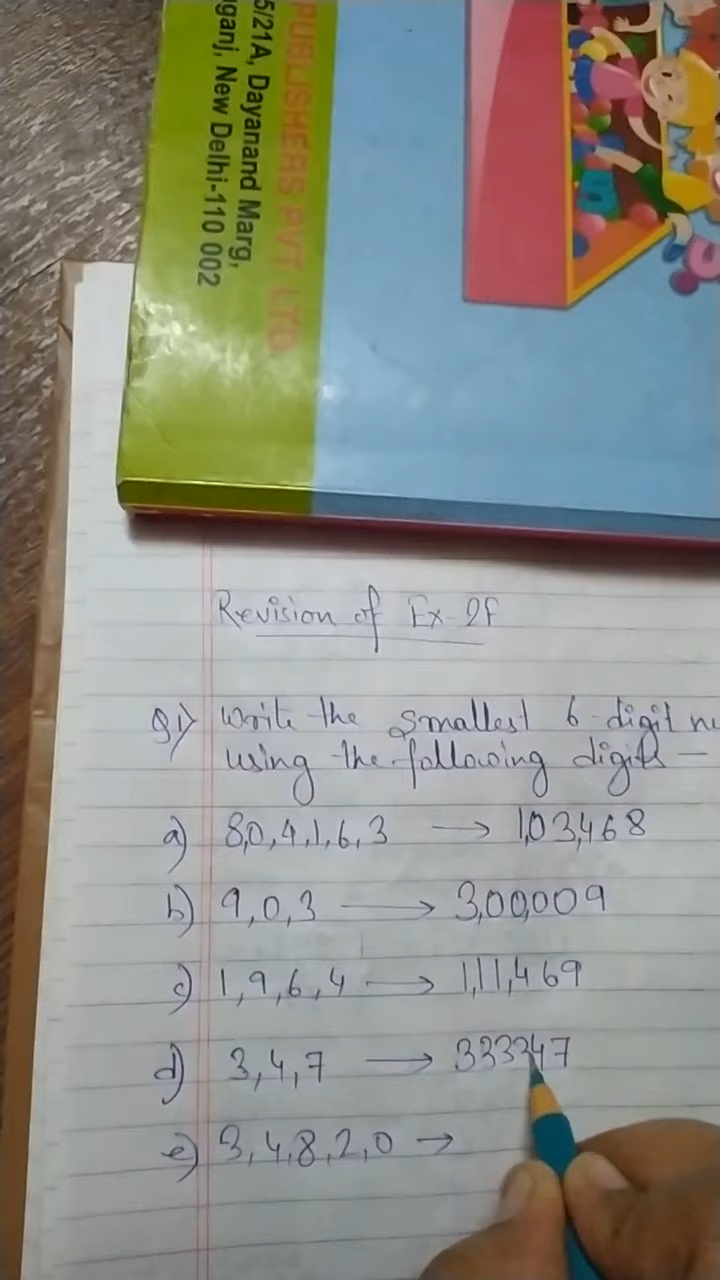 PUBLISHERS PVT LTD
5/21A, Dayanand Marg,
New Delhi-110 002
Revision of Ex-2F
Q1) Write the smallest 6-digit
using the following digits -
a) 8,0,4,1,6,3 → 1,03,468
b) 9,0,3 → 3,00,009
c) 1,9,6,4 → 1,11,469
d) 3,4,7 → 333347
e) 3,4,8,2,0 →